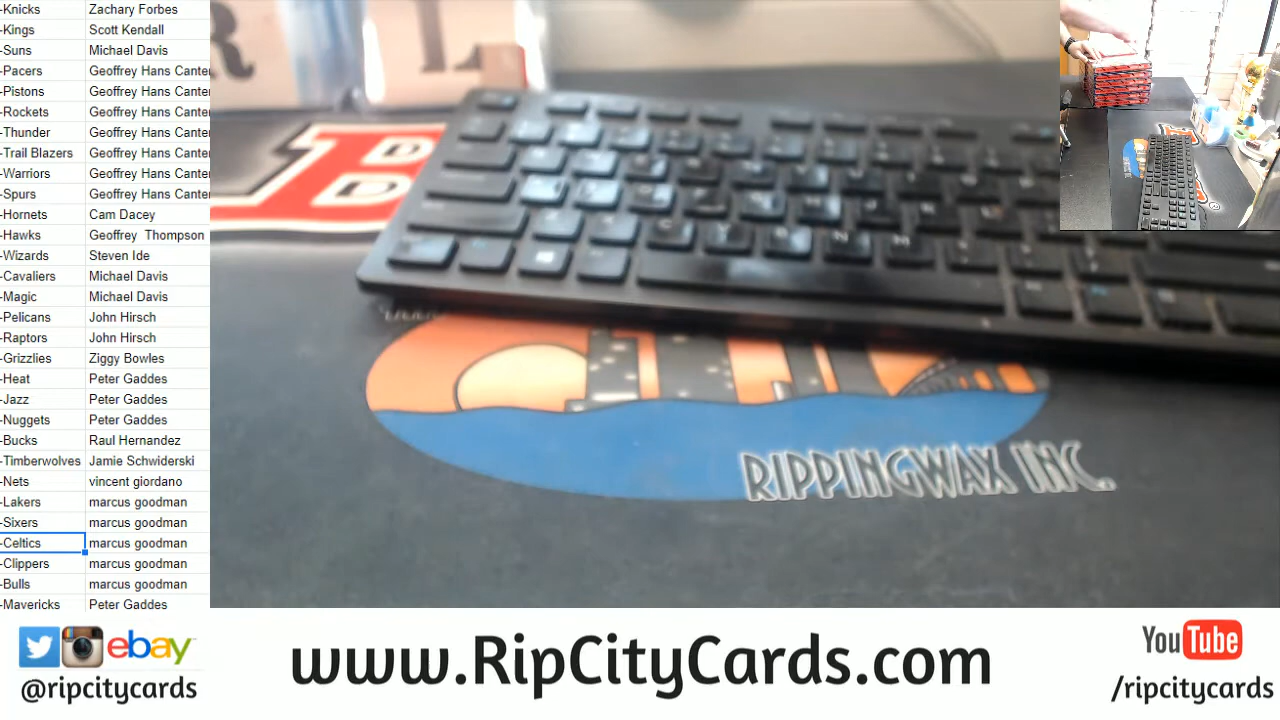 -Knicks Zachary Forbes
-Kings Scott Kendall
-Suns Michael Davis
-Pacers Geoffrey Hans Canter
-Pistons Geoffrey Hans Canter
-Rockets Geoffrey Hans Canter
-Thunder Geoffrey Hans Canter
-Trail Blazers Geoffrey Hans Canter
-Warriors Geoffrey Hans Canter
-Spurs Geoffrey Hans Canter
-Hornets Cam Dacey
-Hawks Geoffrey Thompson
-Wizards Steven Ide
-Cavaliers Michael Davis
-Magic Michael Davis
-Pelicans John Hirsch
-Raptors John Hirsch
-Grizzlies Ziggy Bowles
-Heat Peter Gaddes
-Jazz Peter Gaddes
-Nuggets Peter Gaddes
-Bucks Raul Hernandez
-Timberwolves Jamie Schwiderski
-Nets vincent giordano
-Lakers marcus goodman
-Sixers marcus goodman
-Celtics marcus goodman
-Clippers marcus goodman
-Bulls marcus goodman
-Mavericks Peter Gaddes
RIPPINGWAX INC.
ebay
@ripcitycards
www.RipCityCards.com
YouTube
/ripcitycards